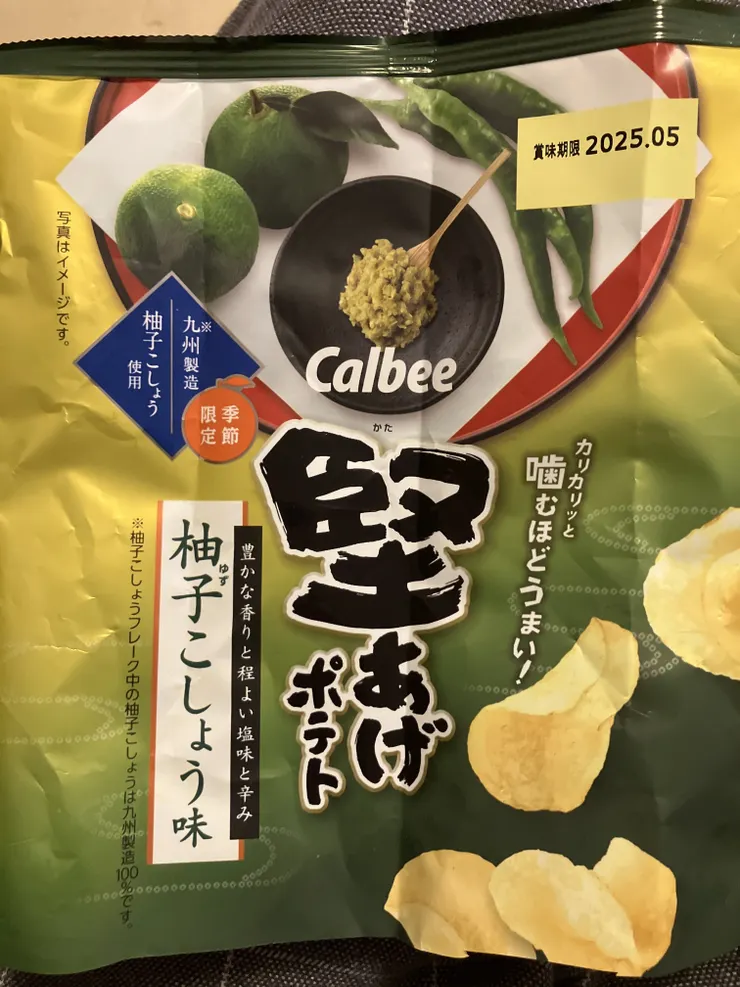 賞味期限 2025.05
写真はイメージです。
※九州製造
柚子こしょう
使用
季節
限定
Calbee
かた
堅あげ
ポテト
カリカリッと
噛むほどうまい!
豊かな香りと程よい塩味と辛み
柚子こしょう味
ゆず
※柚子こしょうフレーク中の柚子こしょうは九州製造100%です。